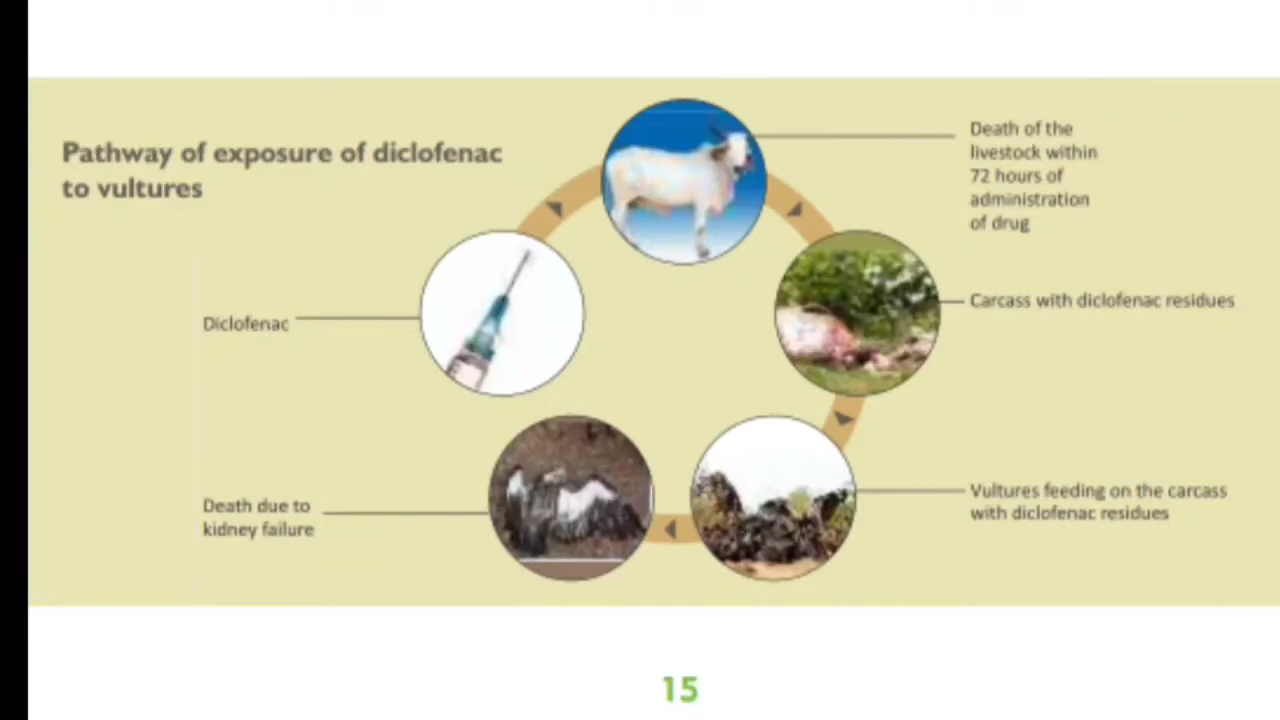 Pathway of exposure of diclofenac
to vultures
Death of the
livestock within
72 hours of
administration
of drug
Carcass with diclofenac residues
Diclofenac
Vultures feeding on the carcass
with diclofenac residues
Death due to
kidney failure
15